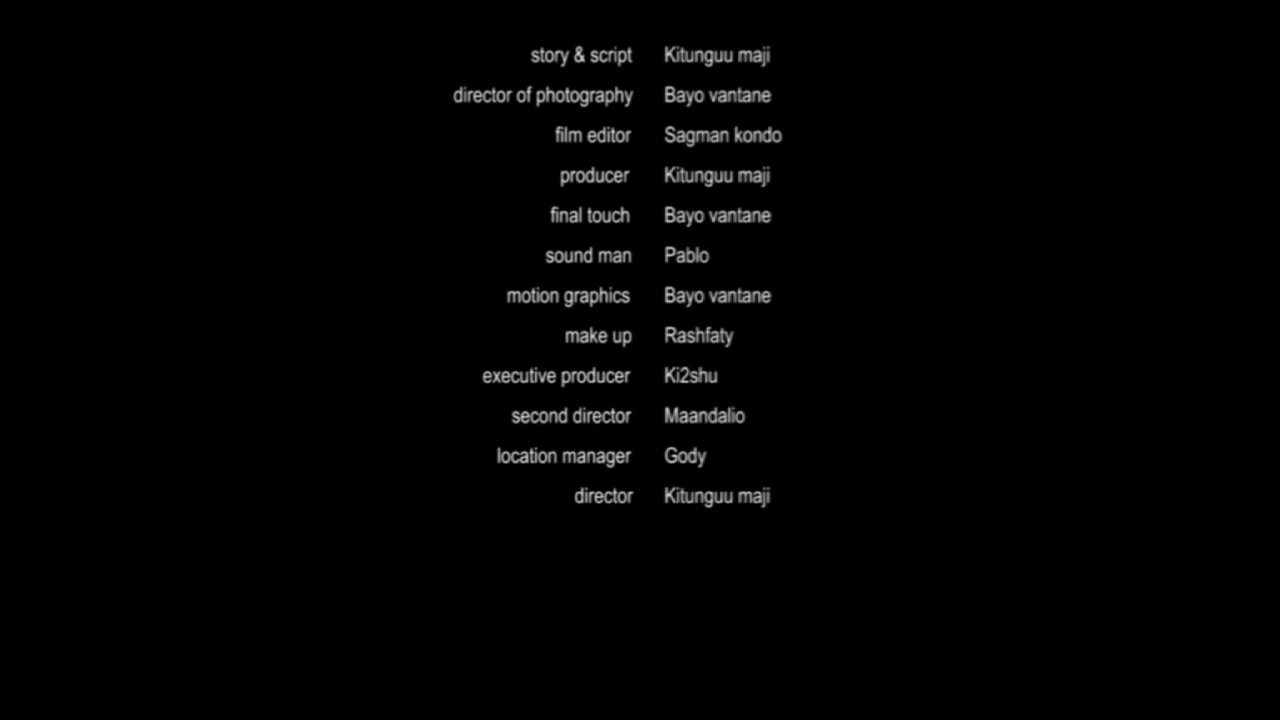 story & script Kitunguu maji
director of photography Bayo vantane
film editor Sagman kondo
producer Kitunguu maji
final touch Bayo vantane
sound man Pablo
motion graphics Bayo vantane
make up Rashfaty
executive producer Ki2shu
second director Maandalio
location manager Gody
director Kitunguu maji